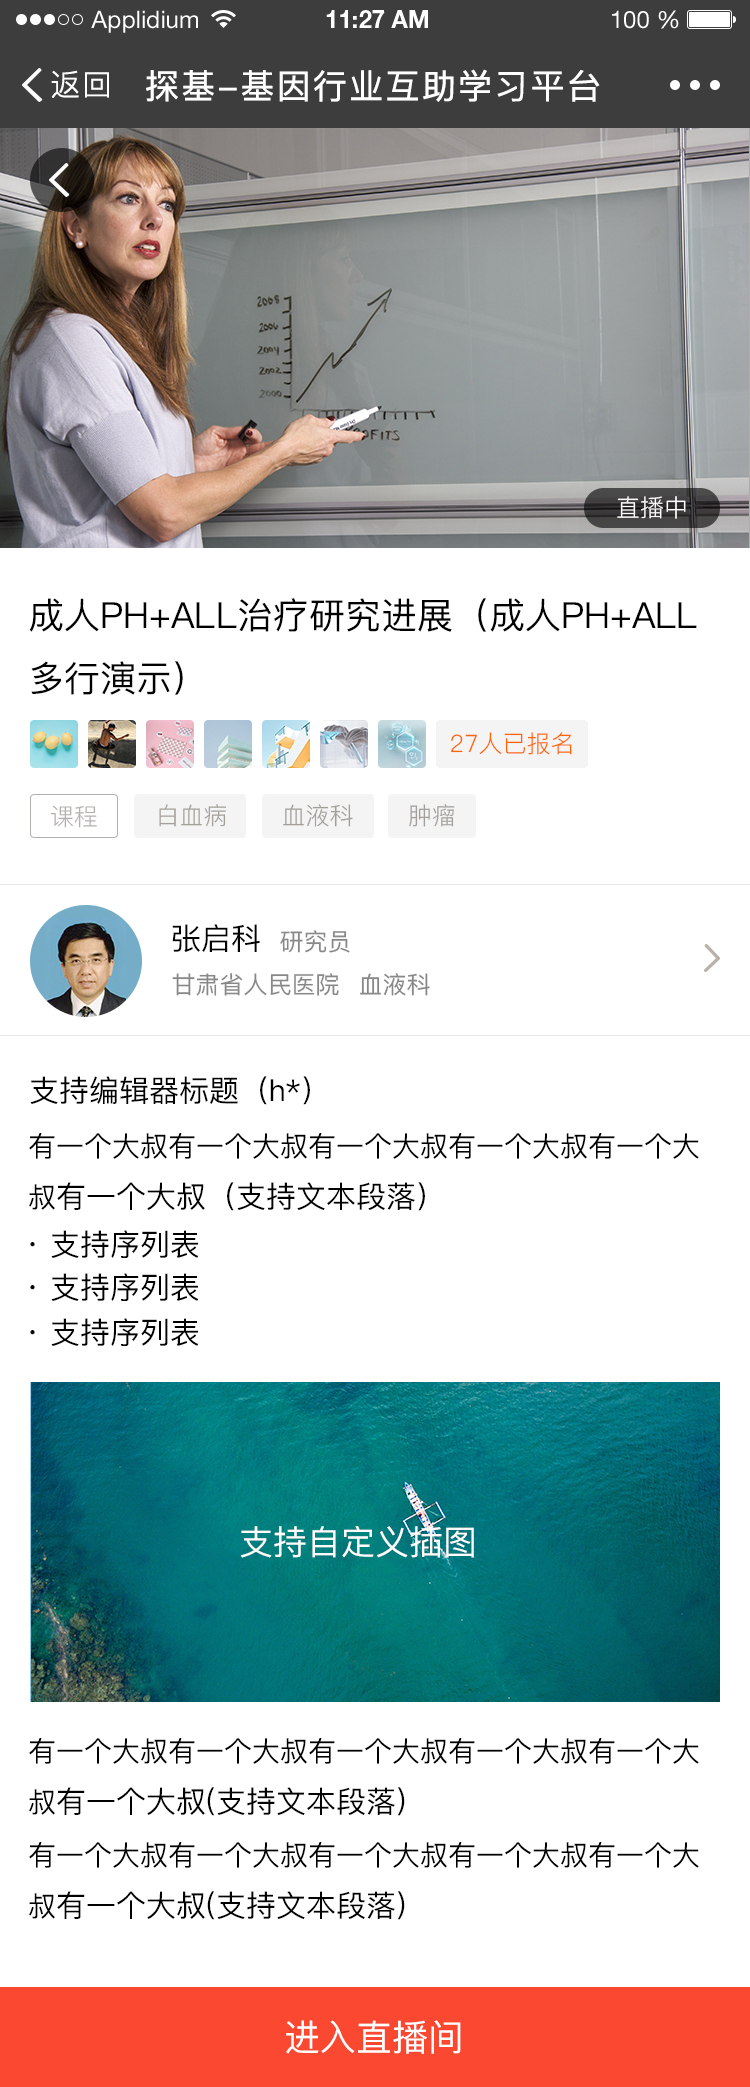 Applidium 11:27 AM 100 %
返回 探基-基因行业互助学习平台
2008
2006
2004
2002
2000
直播中
成人PH+ALL治疗研究进展（成人PH+ALL
多行演示）
27人已报名
课程 白血病 血液科 肿瘤
张启科 研究员
甘肃省人民医院 血液科
支持编辑器标题（h*）
有一个大叔有一个大叔有一个大叔有一个大叔有一个大
叔有一个大叔（支持文本段落）
· 支持序列表
· 支持序列表
· 支持序列表
支持自定义插图
有一个大叔有一个大叔有一个大叔有一个大叔有一个大
叔有一个大叔(支持文本段落)
有一个大叔有一个大叔有一个大叔有一个大叔有一个大
叔有一个大叔(支持文本段落)
进入直播间